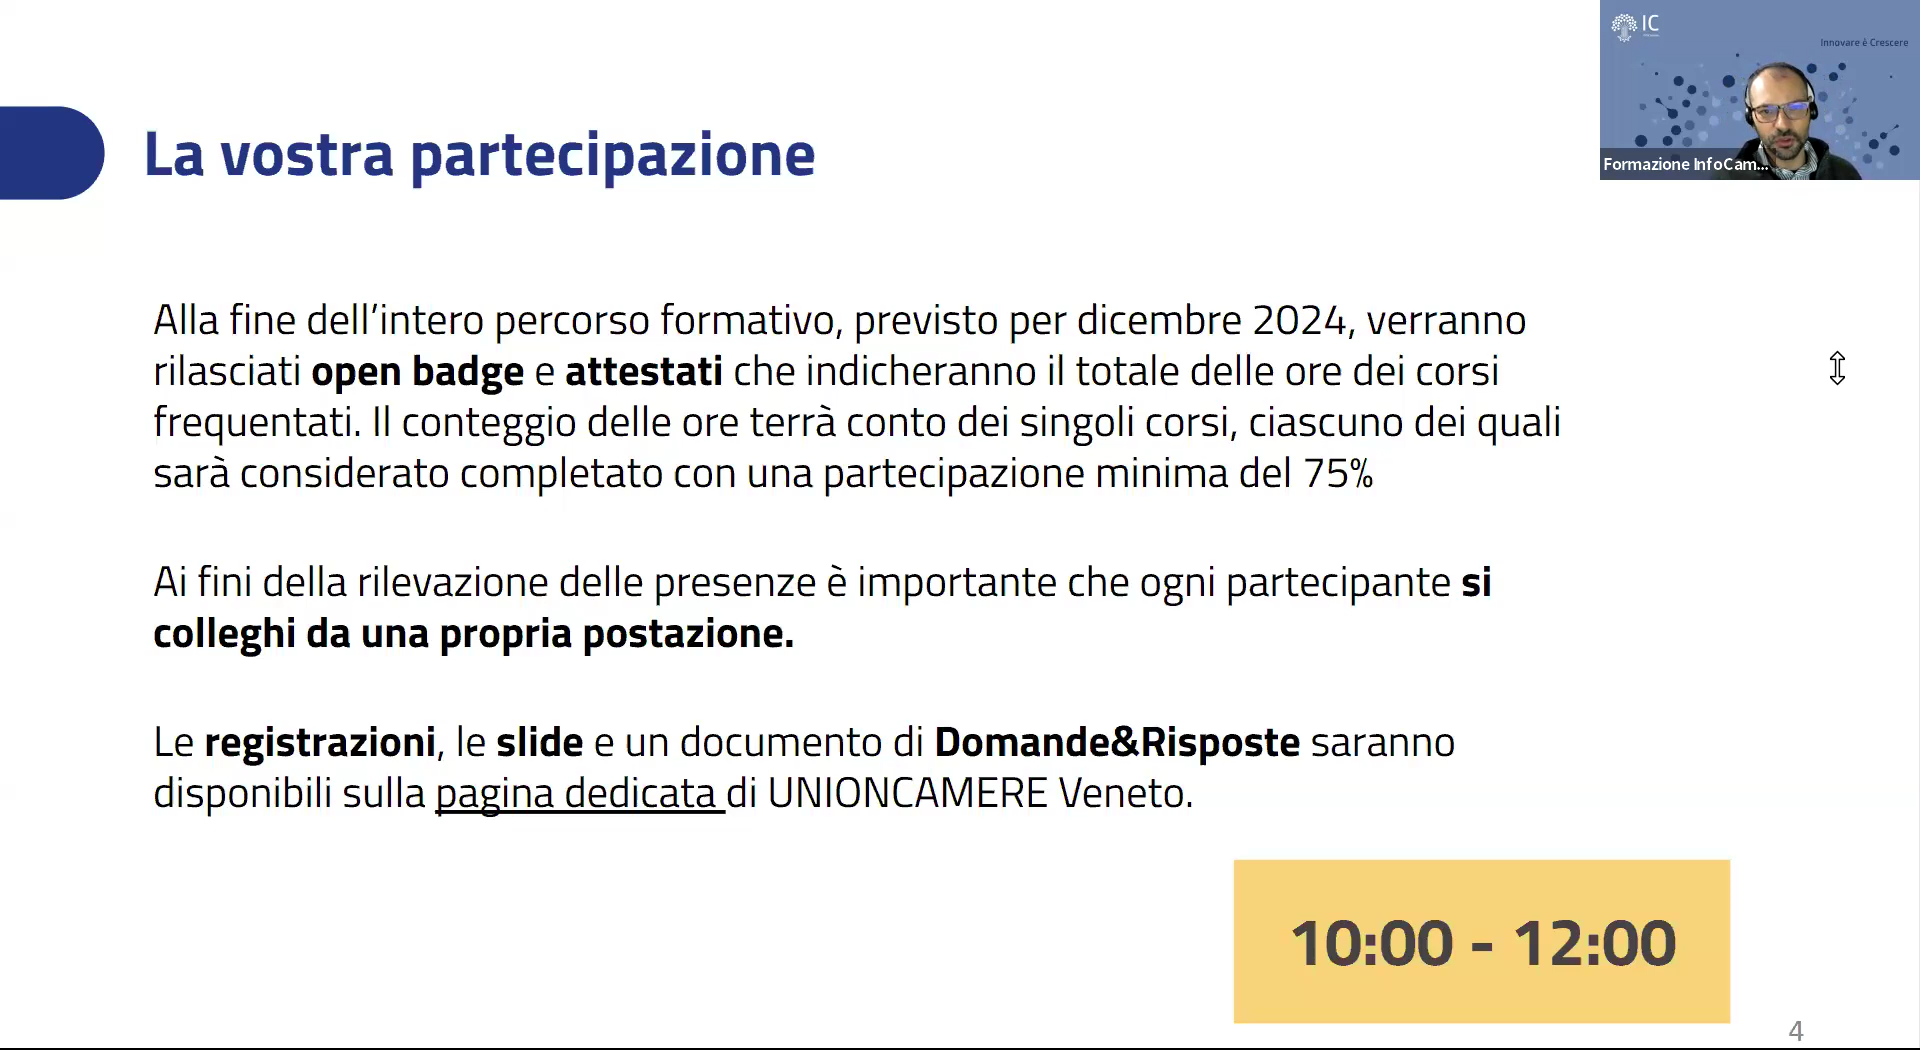 IC
Innovare è Crescere
Formazione InfoCam...
La vostra partecipazione
Alla fine dell’intero percorso formativo, previsto per dicembre 2024, verranno
rilasciati open badge e attestati che indicheranno il totale delle ore dei corsi
frequentati. Il conteggio delle ore terrà conto dei singoli corsi, ciascuno dei quali
sarà considerato completato con una partecipazione minima del 75%
Ai fini della rilevazione delle presenze è importante che ogni partecipante si
colleghi da una propria postazione.
Le registrazioni, le slide e un documento di Domande&Risposte saranno
disponibili sulla pagina dedicata di UNIONCAMERE Veneto.
10:00 - 12:00
4